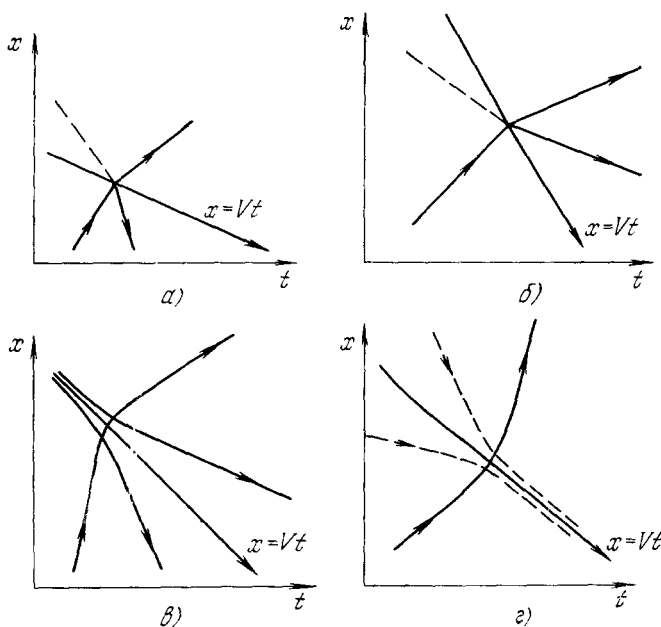 x
x = Vt
t
а)
x
x = Vt
t
б)
x
x = Vt
t
в)
x
x = Vt
t
г)